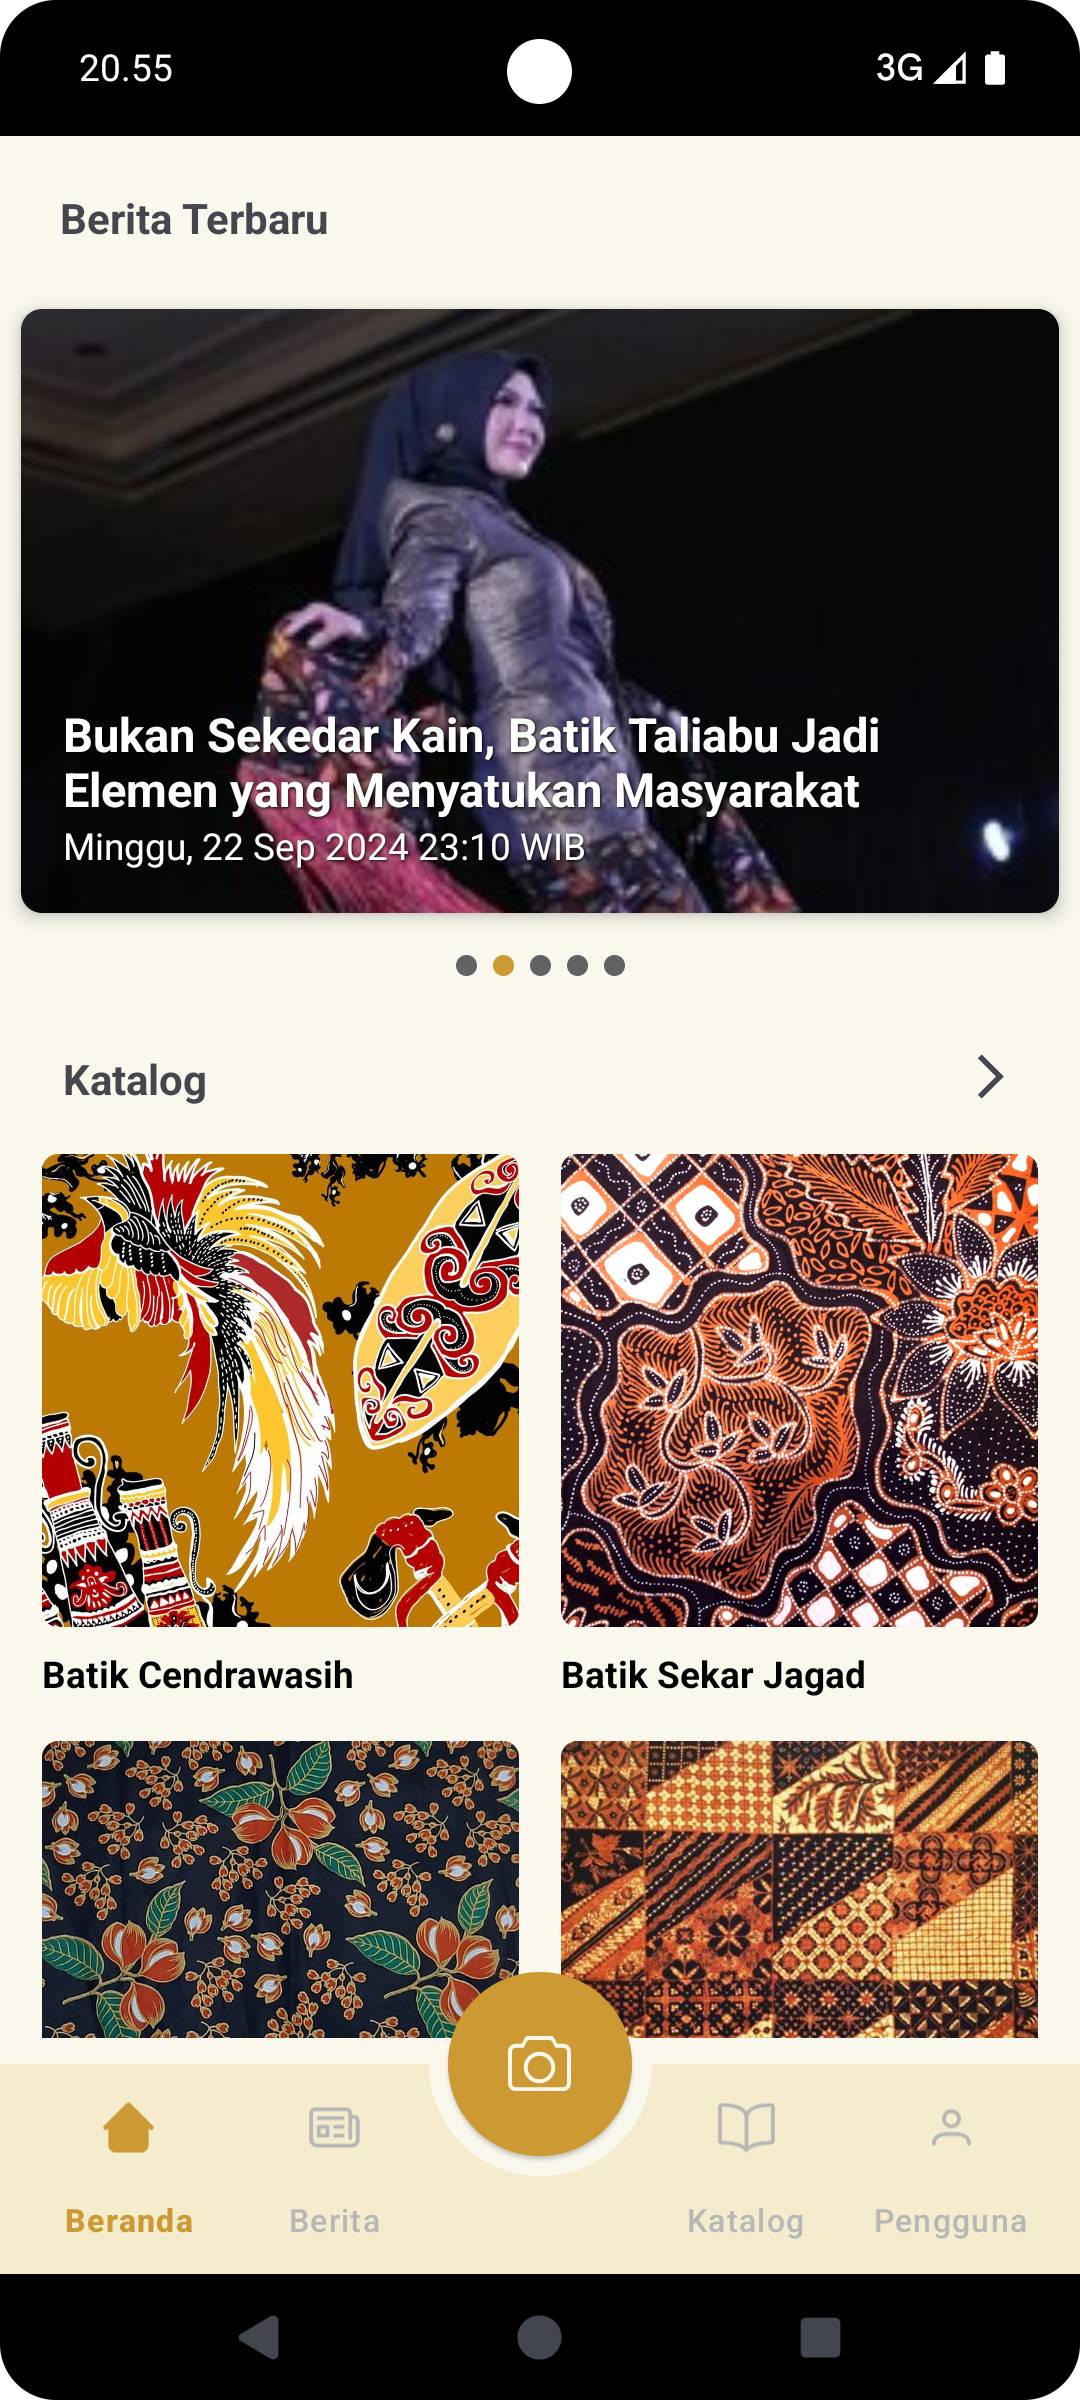 20.55
3G
Berita Terbaru
Bukan Sekedar Kain, Batik Taliabu Jadi
Elemen yang Menyatukan Masyarakat
Minggu, 22 Sep 2024 23:10 WIB
Katalog
Batik Cendrawasih
Batik Sekar Jagad
Beranda
Berita
Katalog
Pengguna